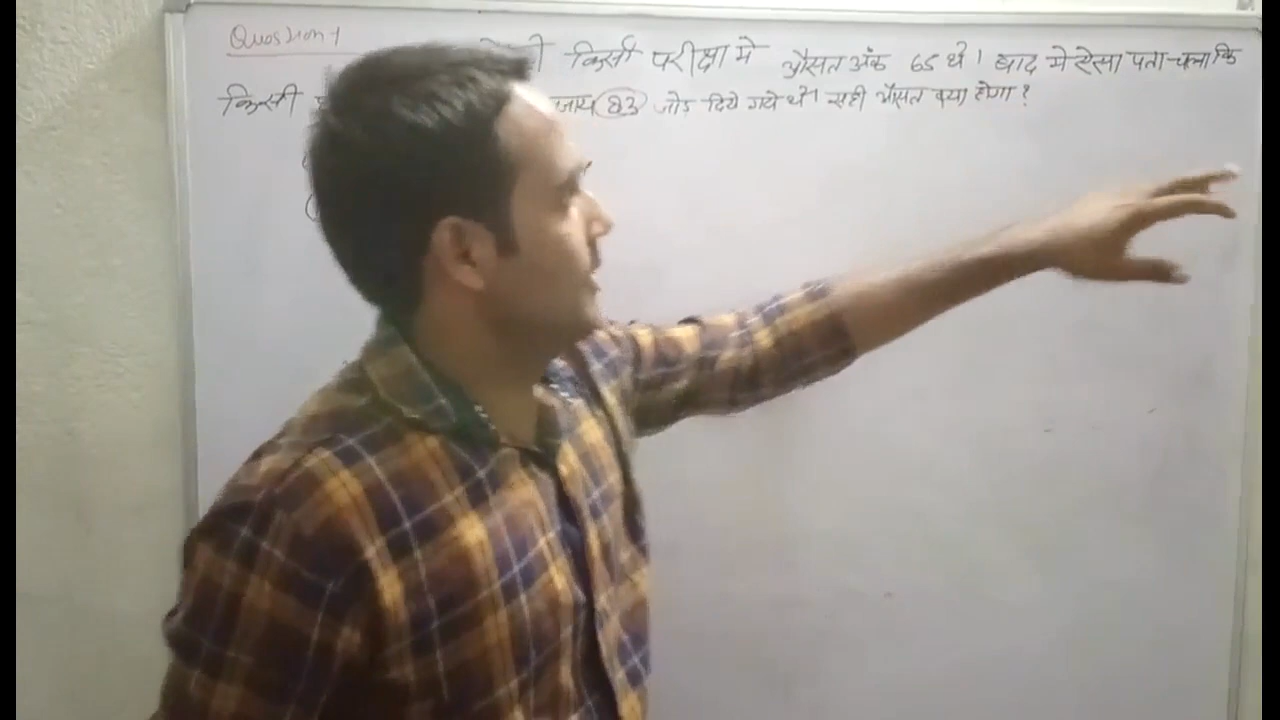 Question 1
किसी परीक्षा मे औसत अंक 65 थे। बाद मे ऐसा पता चला कि
किसी 83 जोड़ दिये गये थे। सही औसत क्या होगा?